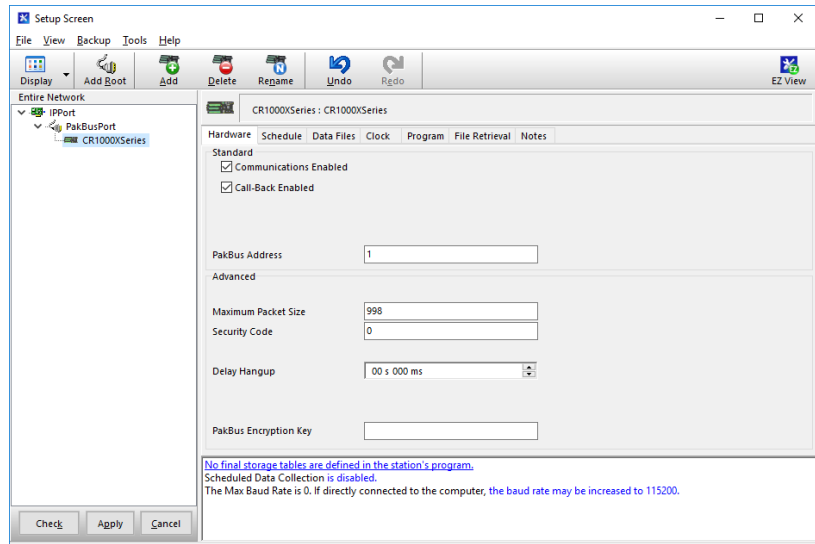 Setup Screen
File View Backup Tools Help
Display Add Root Add Delete Rename Undo Redo EZ View
Entire Network
IPPort
PakBusPort
CR1000XSeries
CR1000XSeries : CR1000XSeries
Hardware Schedule Data Files Clock Program File Retrieval Notes
Standard
Communications Enabled
Call-Back Enabled
PakBus Address 1
Advanced
Maximum Packet Size 998
Security Code 0
Delay Hangup 00 s 000 ms
PakBus Encryption Key
No final storage tables are defined in the station's program.
Scheduled Data Collection is disabled.
The Max Baud Rate is 0. If directly connected to the computer, the baud rate may be increased to 115200.
Check Apply Cancel